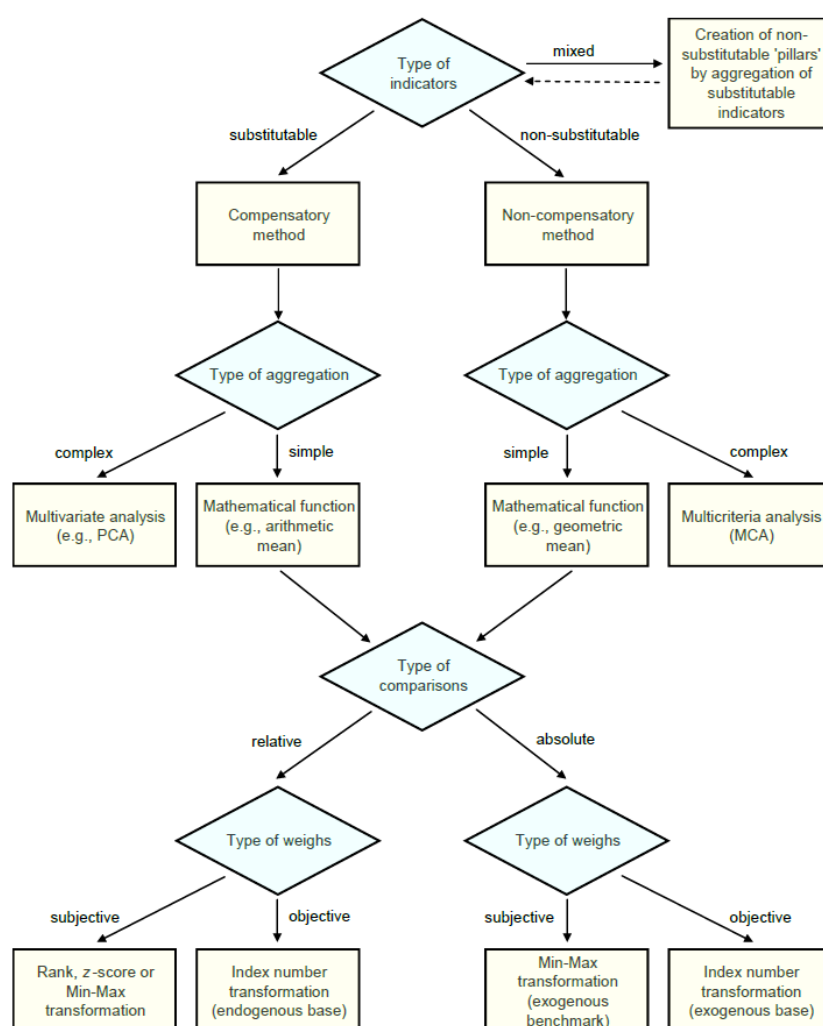 Type of
indicators
mixed
Creation of non-
substitutable 'pillars'
by aggregation of
substitutable
indicators
substitutable
non-substitutable
Compensatory
method
Non-compensatory
method
Type of aggregation
Type of aggregation
complex
simple
simple
complex
Multivariate analysis
(e.g., PCA)
Mathematical function
(e.g., arithmetic
mean)
Mathematical function
(e.g., geometric
mean)
Multicriteria analysis
(MCA)
Type of
comparisons
relative
absolute
Type of weighs
Type of weighs
subjective
objective
subjective
objective
Rank, z-score or
Min-Max
transformation
Index number
transformation
(endogenous base)
Min-Max
transformation
(exogenous
benchmark)
Index number
transformation
(exogenous base)